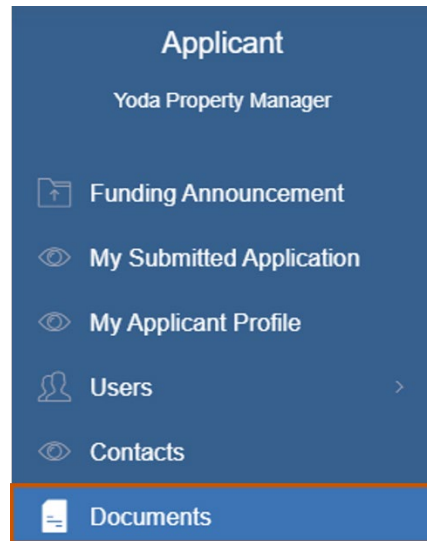 Applicant
Yoda Property Manager
Funding Announcement
My Submitted Application
My Applicant Profile
Users
Contacts
Documents